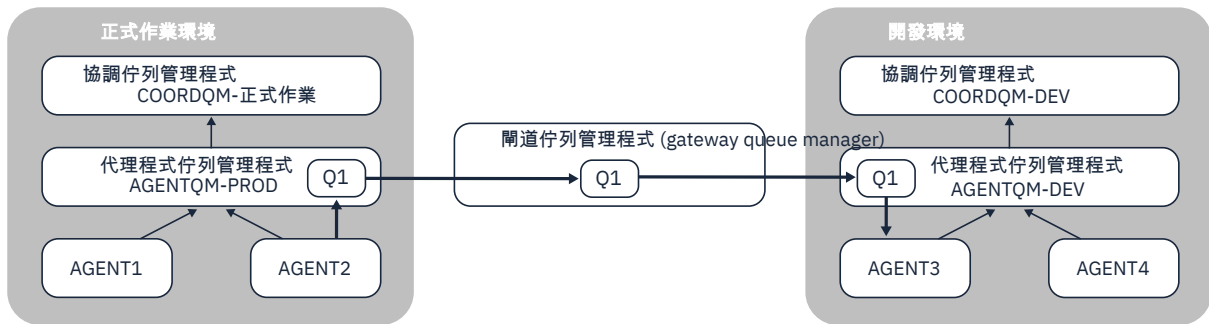 正式作業環境
協調佇列管理程式
COORDQM-正式作業
代理程式佇列管理程式
AGENTQM-PROD
Q1
AGENT1
AGENT2
閘道佇列管理程式 (gateway queue manager)
Q1
開發環境
協調佇列管理程式
COORDQM-DEV
Q1
代理程式佇列管理程式
AGENTQM-DEV
AGENT3
AGENT4